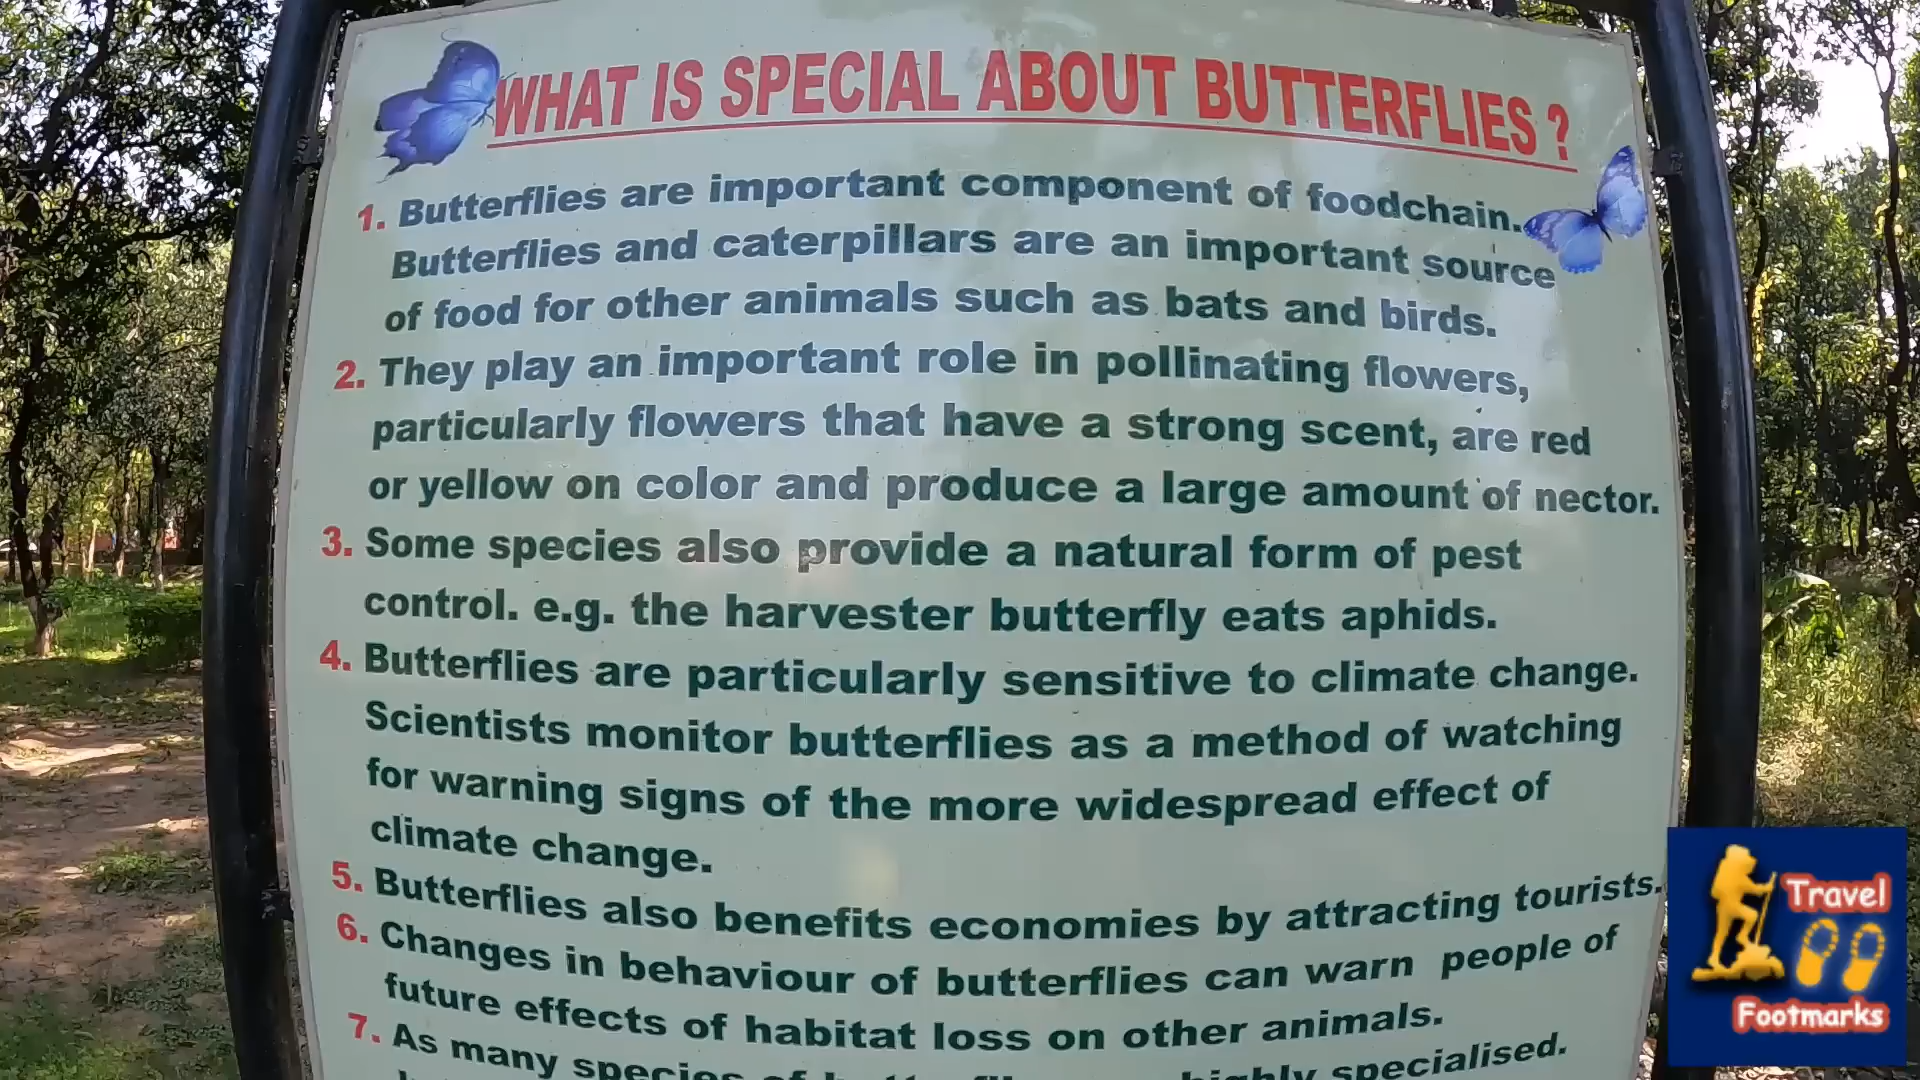 WHAT IS SPECIAL ABOUT BUTTERFLIES ?
1. Butterflies are important component of foodchain.
Butterflies and caterpillars are an important source
of food for other animals such as bats and birds.
2. They play an important role in pollinating flowers,
particularly flowers that have a strong scent, are red
or yellow on color and produce a large amount of nector.
3. Some species also provide a natural form of pest
control. e.g. the harvester butterfly eats aphids.
4. Butterflies are particularly sensitive to climate change.
Scientists monitor butterflies as a method of watching
for warning signs of the more widespread effect of
climate change.
5. Butterflies also benefits economies by attracting tourists.
6. Changes in behaviour of butterflies can warn people of
future effects of habitat loss on other animals.
7. As many species of highly specialised.
Travel
Footmarks